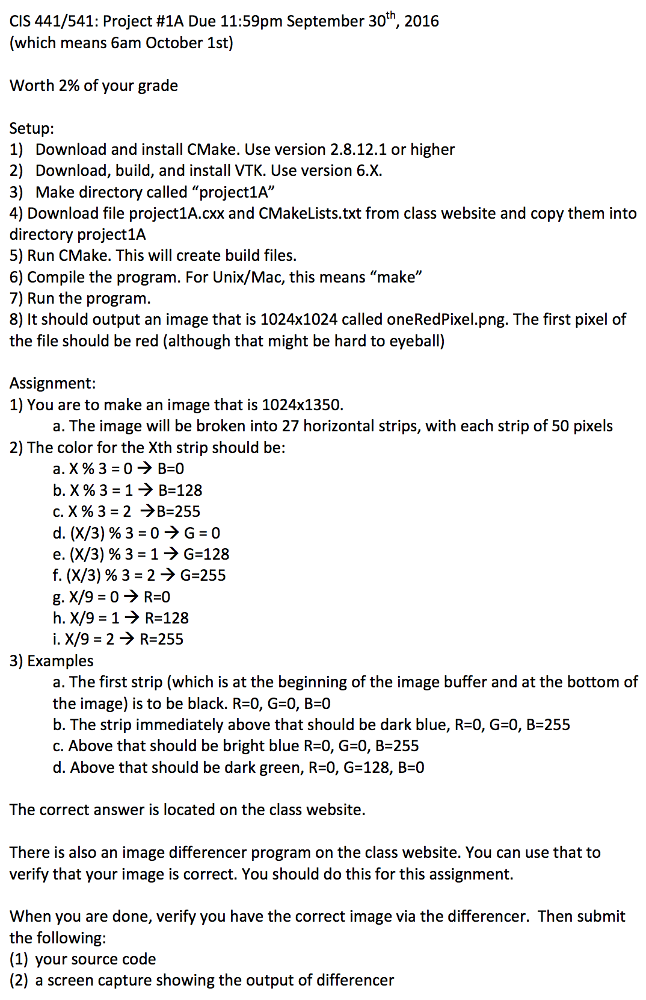 CIS 441/541: Project #1A Due 11:59pm September 30th, 2016
(which means 6am October 1st)
Worth 2% of your grade
Setup:
1) Download and install CMake. Use version 2.8.12.1 or higher
2) Download, build, and install VTK. Use version 6.X.
3) Make directory called “project1A”
4) Download file project1A.cxx and CMakeLists.txt from class website and copy them into
directory project1A
5) Run CMake. This will create build files.
6) Compile the program. For Unix/Mac, this means “make”
7) Run the program.
8) It should output an image that is 1024x1024 called oneRedPixel.png. The first pixel of
the file should be red (although that might be hard to eyeball)
Assignment:
1) You are to make an image that is 1024x1350.
a. The image will be broken into 27 horizontal strips, with each strip of 50 pixels
2) The color for the Xth strip should be:
a. X % 3 = 0 → B=0
b. X % 3 = 1 → B=128
c. X % 3 = 2 →B=255
d. (X/3) % 3 = 0 → G = 0
e. (X/3) % 3 = 1 → G=128
f. (X/3) % 3 = 2 → G=255
g. X/9 = 0 → R=0
h. X/9 = 1 → R=128
i. X/9 = 2 → R=255
3) Examples
a. The first strip (which is at the beginning of the image buffer and at the bottom of
the image) is to be black. R=0, G=0, B=0
b. The strip immediately above that should be dark blue, R=0, G=0, B=255
c. Above that should be bright blue R=0, G=0, B=255
d. Above that should be dark green, R=0, G=128, B=0
The correct answer is located on the class website.
There is also an image differencer program on the class website. You can use that to
verify that your image is correct. You should do this for this assignment.
When you are done, verify you have the correct image via the differencer. Then submit
the following:
(1) your source code
(2) a screen capture showing the output of differencer